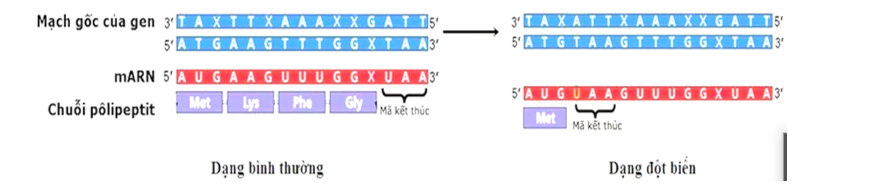 Mạch gốc của gen 3' T A X T T X A A A X X G A T T 5'
5' A T G A A G T T T G G X T A A 3'
mARN 5' A U G A A G U U U G G X U A A 3'
Chuỗi pôlipeptit Met Lys Phe Gly Mã kết thúc
Dạng bình thường
3' T A X A T T X A A A X X G A T T 5'
5' A T G T A A G T T T G G X T A A 3'
5' A U G U A A G U U U G G X U A A 3'
Met Mã kết thúc
Dạng đột biến